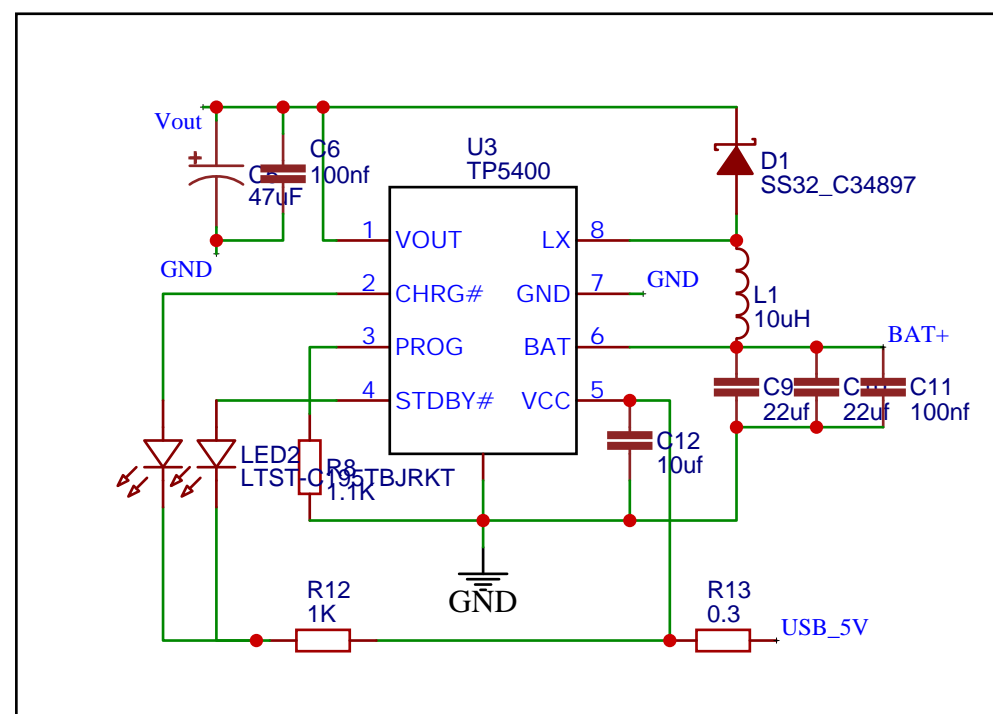 Vout
C6
100nf
47uF
GND
U3
TP5400
1 VOUT
2 CHRG#
3 PROG
4 STDBY#
LX 8
GND 7
BAT 6
VCC 5
GND
D1
SS32_C34897
L1
10uH
BAT+
C9
22uf
22uf
C11
100nf
C12
10uf
LED2
LTST-C195TBJRKT
R8
1.1K
GND
R12
1K
R13
0.3
USB_5V